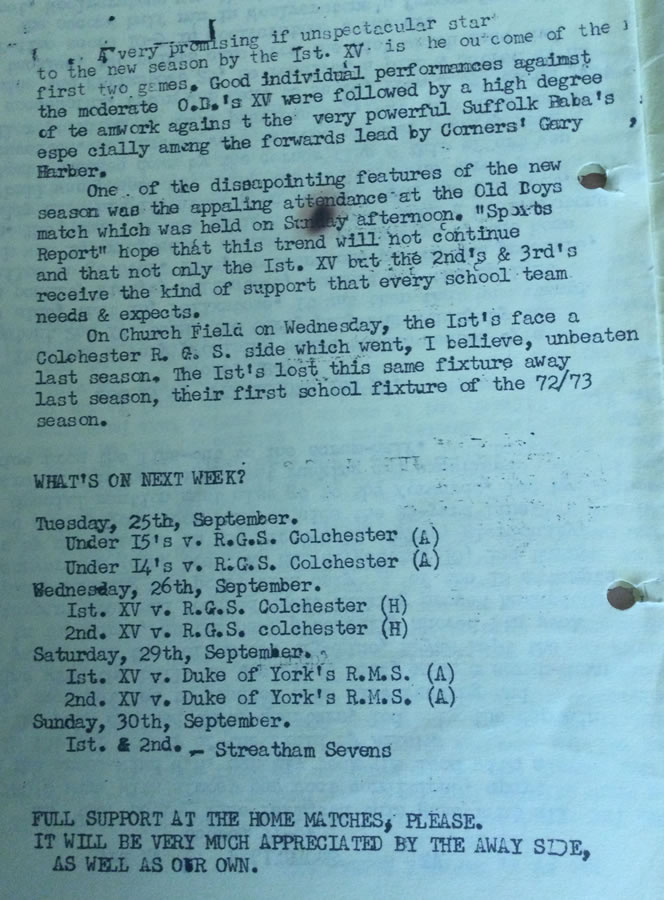 A very promising if unspectacular star
to the new season by the Ist. XV is he ou come of the
first two games. Good individual performances against
the moderate O.B.'s XV were followed by a high degree
of te amwork agains t the very powerful Suffolk Baba's
espe cially among the forwards lead by Corners' Gary
Harber.
One of the dissapointing features of the new
season was the appaling attendance at the Old Boys
match which was held on Sunday afternoon. "Sports
Report" hope that this trend will not continue
and that not only the Ist. XV but the 2nd's & 3rd's
receive the kind of support that every school team
needs & expects.
On Church Field on Wednesday, the Ist's face a
Colchester R. G. S. side which went, I believe, unbeaten
last season. The Ist's lost this same fixture away
last season, their first school fixture of the 72/73
season.
WHAT'S ON NEXT WEEK?
Tuesday, 25th, September.
Under I5's v. R.G.S. Colchester (A)
Under I4's v. R.G.S. Colchester (A)
Wednesday, 26th, September.
Ist. XV v. R.G.S. Colchester (H)
2nd. XV v. R.G.S. colchester (H)
Saturday, 29th, September.
Ist. XV v. Duke of York's R.M.S. (A)
2nd. XV v. Duke of York's R.M.S. (A)
Sunday, 30th, September.
Ist. & 2nd. - Streatham Sevens
FULL SUPPORT AT THE HOME MATCHES, PLEASE.
IT WILL BE VERY MUCH APPRECIATED BY THE AWAY SIDE,
AS WELL AS OUR OWN.